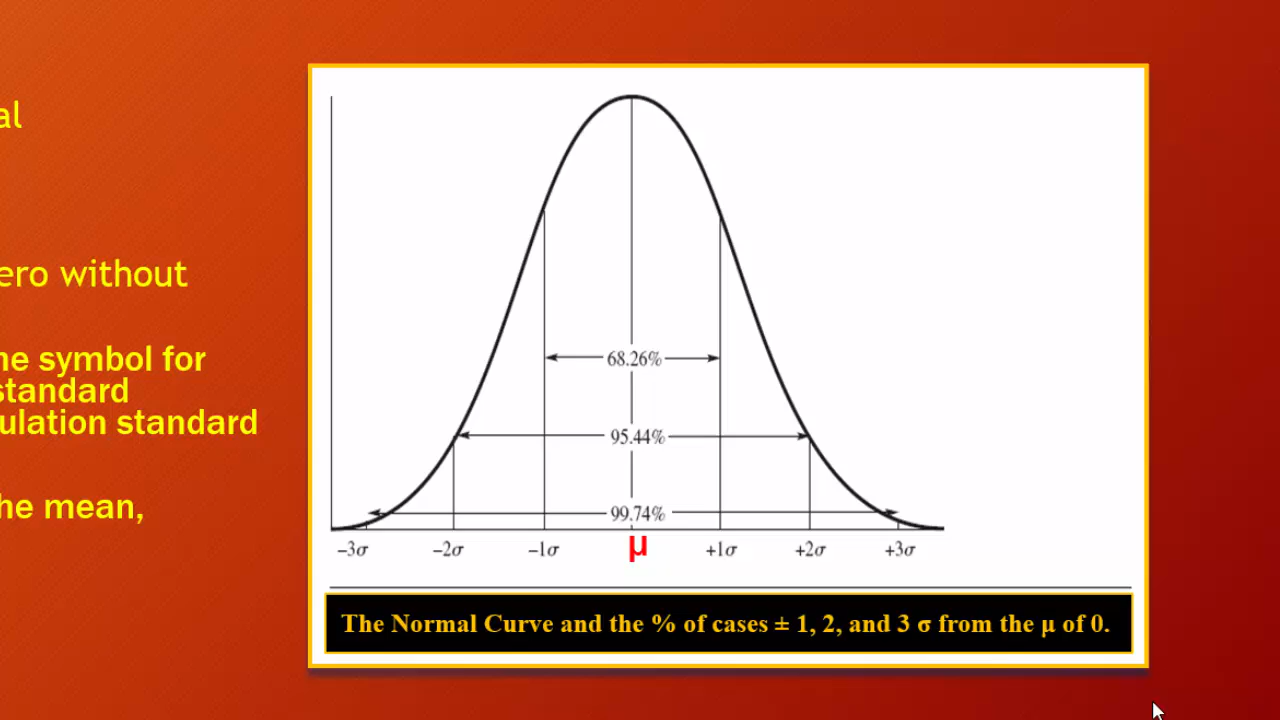 al
ero without
ne symbol for
standard
ulation standard
he mean,
68.26%
95.44%
99.74%
–3σ –2σ –1σ μ +1σ +2σ +3σ
The Normal Curve and the % of cases ± 1, 2, and 3 σ from the μ of 0.